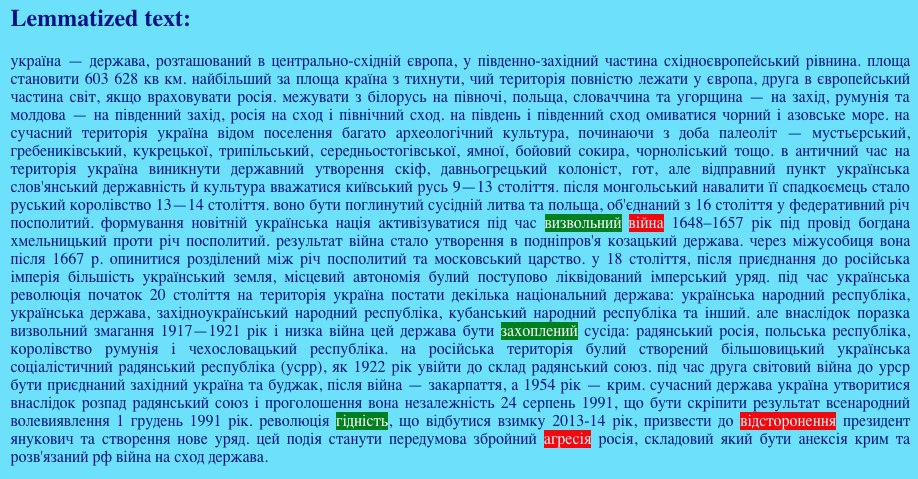 Lemmatized text:
україна — держава, розташований в центрально-східній європа, у південно-західний частина східноєвропейський рівнина. площа
становити 603 628 кв км. найбільший за площа країна з тихнути, чий територія повністю лежати у європа, друга в європейський
частина світ, якщо враховувати росія. межувати з білорусь на півночі, польща, словаччина та угорщина — на захід, румунія та
молдова — на південний захід, росія на сход і північний сход. на південь і південний сход омиватися чорний і азовське море. на
сучасний територія україна відом поселення багато археологічний культура, починаючи з доба палеоліт — мустьєрський,
гребениківський, кукрецької, трипільський, середньостогівської, ямної, бойовий сокира, чорноліський тощо. в античний час на
територія україна виникнути державний утворення скіф, давньогрецький колоніст, гот, але відправний пункт українська
слов'янський державність й культура вважатися київський русь 9—13 століття. після монгольський навалити її спадкоємець стало
руський королівство 13—14 століття. воно бути поглинутий сусідній литва та польща, об'єднаний з 16 століття у федеративний річ
посполитий. формування новітній українська нація активізуватися під час визвольний війна 1648–1657 рік під провід богдана
хмельницький проти річ посполитий. результат війна стало утворення в подніпров'я козацький держава. через міжусобиця вона
після 1667 р. опинитися розділений між річ посполитий та московський царство. у 18 століття, після приєднання до російська
імперія більшість український земля, місцевий автономія булий поступово ліквідований імперський уряд. під час українська
революція початок 20 століття на територія україна постати декілька національний держава: українська народний республіка,
українська держава, західноукраїнський народний республіка, кубанський народний республіка та інший. але внаслідок поразка
визвольний змагання 1917—1921 рік і низка війна цей держава бути захоплений сусіда: радянський росія, польська республіка,
королівство румунія і чехословацький республіка. на російська територія булий створений більшовицький українська
соціалістичний радянський республіка (усрр), як 1922 рік увійти до склад радянський союз. під час друга світовий війна до урср
бути приєднаний західний україна та буджак, після війна — закарпаття, а 1954 рік — крим. сучасний держава україна утворитися
внаслідок розпад радянський союз і проголошення вона незалежність 24 серпень 1991, що бути скріпити результат всенародний
волевиявлення 1 грудень 1991 рік. революція гідність, що відбутися взимку 2013-14 рік, призвести до відсторонення президент
янукович та створення нове уряд. цей подія станути передумова збройний агресія росія, складовий який бути анексія крим та
розв'язаний рф війна на сход держава.